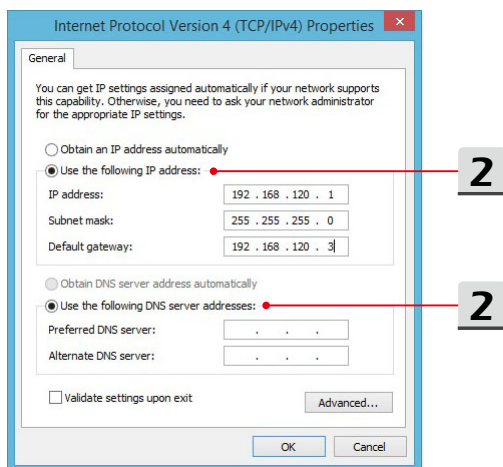 Internet Protocol Version 4 (TCP/IPv4) Properties
General
You can get IP settings assigned automatically if your network supports
this capability. Otherwise, you need to ask your network administrator
for the appropriate IP settings.
Obtain an IP address automatically
Use the following IP address:
2
IP address: 192 . 168 . 120 . 1
Subnet mask: 255 . 255 . 255 . 0
Default gateway: 192 . 168 . 120 . 3
Obtain DNS server address automatically
Use the following DNS server addresses:
2
Preferred DNS server: . . .
Alternate DNS server: . . .
Validate settings upon exit
Advanced...
OK Cancel